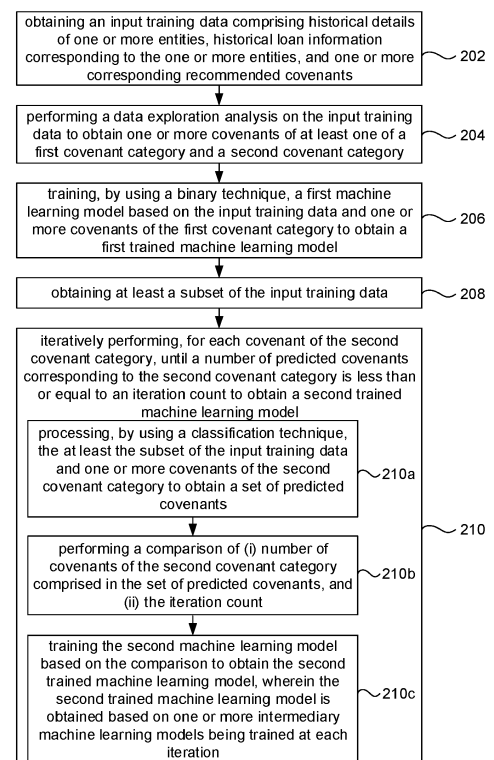 obtaining an input training data comprising historical details
of one or more entities, historical loan information
corresponding to the one or more entities, and one or more
corresponding recommended covenants
202
performing a data exploration analysis on the input training
data to obtain one or more covenants of at least one of a
first covenant category and a second covenant category
204
training, by using a binary technique, a first machine
learning model based on the input training data and one or
more covenants of the first covenant category to obtain a
first trained machine learning model
206
obtaining at least a subset of the input training data
208
iteratively performing, for each covenant of the second
covenant category, until a number of predicted covenants
corresponding to the second covenant category is less than
or equal to an iteration count to obtain a second trained
machine learning model
processing, by using a classification technique,
the at least the subset of the input training data
and one or more covenants of the second
covenant category to obtain a set of predicted
covenants
210a
210
performing a comparison of (i) number of
covenants of the second covenant category
comprised in the set of predicted covenants, and
(ii) the iteration count
210b
training the second machine learning model
based on the comparison to obtain the second
trained machine learning model, wherein the
second trained machine learning model is
obtained based on one or more intermediary
machine learning models being trained at each
iteration
210c